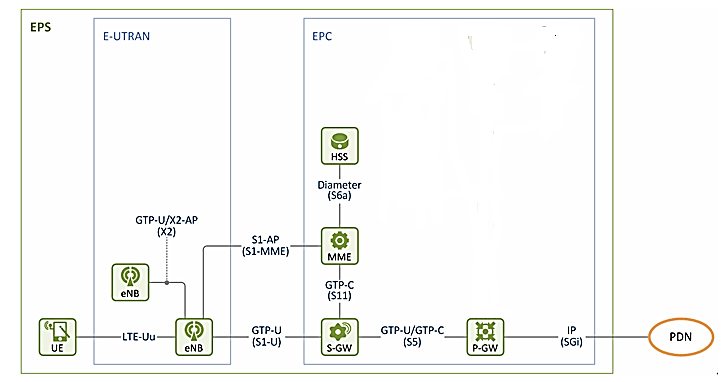 EPS
E-UTRAN
EPC
HSS
Diameter
(S6a)
GTP-U/X2-AP
(X2)
S1-AP
(S1-MME)
MME
eNB
GTP-C
(S11)
UE
LTE-Uu
eNB
GTP-U
(S1-U)
S-GW
GTP-U/GTP-C
(S5)
P-GW
IP
(SGi)
PDN